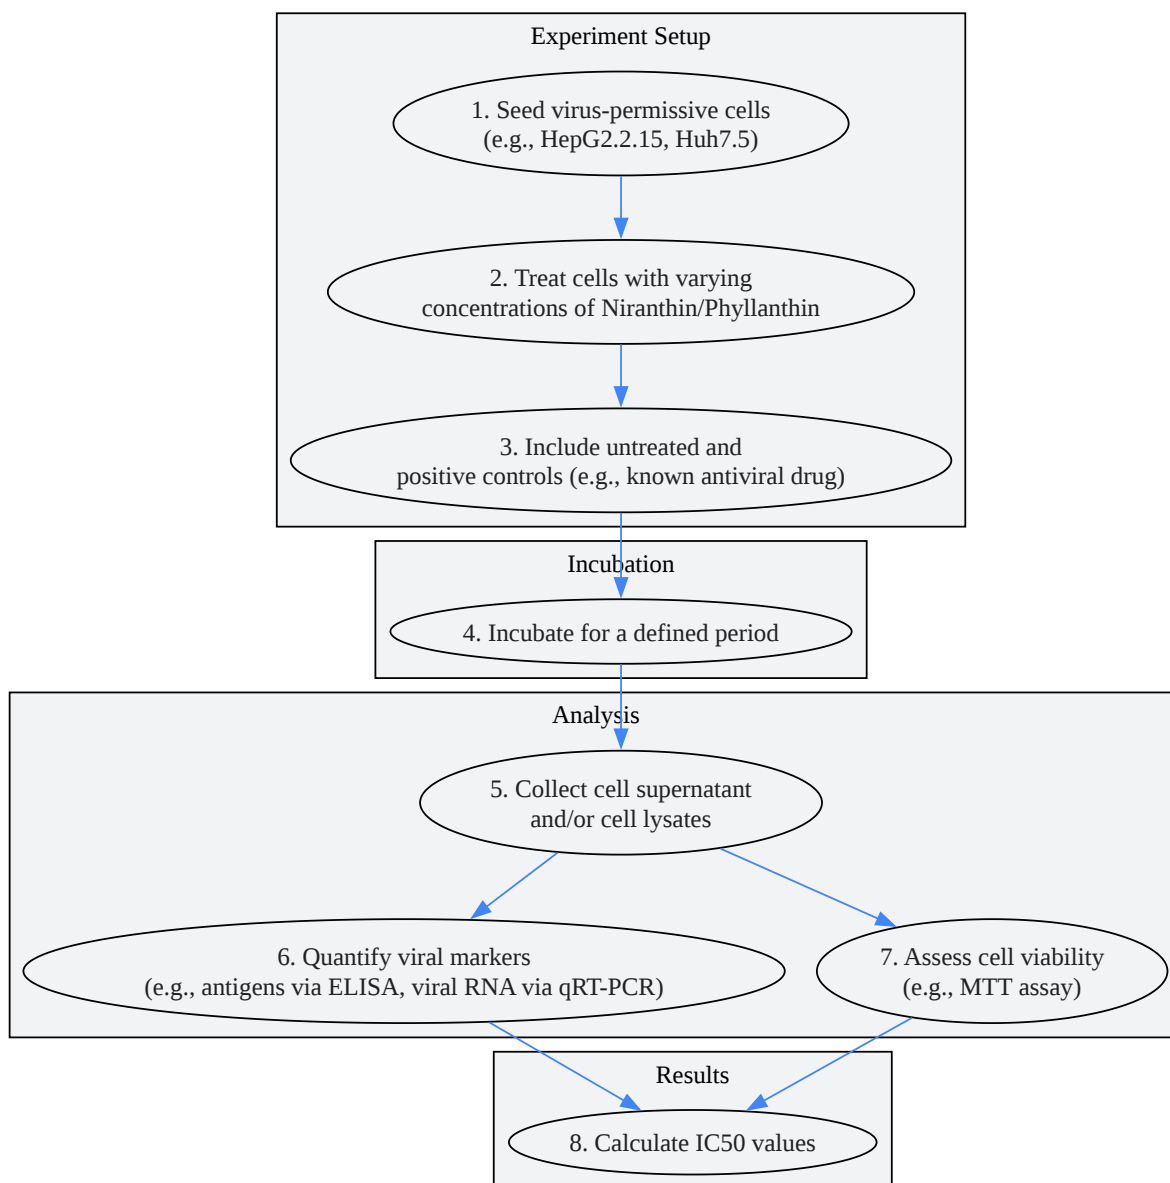 Experiment Setup
1. Seed virus-permissive cells
(e.g., HepG2.2.15, Huh7.5)
2. Treat cells with varying
concentrations of Niranthin/Phyllanthin
3. Include untreated and
positive controls (e.g., known antiviral drug)
Incubation
4. Incubate for a defined period
Analysis
5. Collect cell supernatant
and/or cell lysates
6. Quantify viral markers
(e.g., antigens via ELISA, viral RNA via qRT-PCR)
7. Assess cell viability
(e.g., MTT assay)
Results
8. Calculate IC50 values